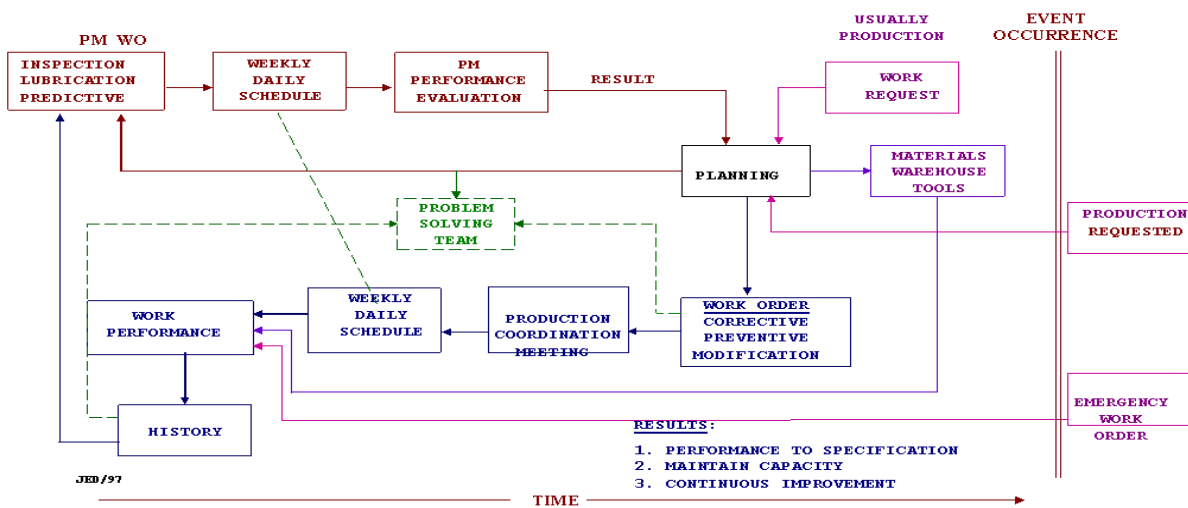 PM WO
INSPECTION
LUBRICATION
PREDICTIVE
WEEKLY
DAILY
SCHEDULE
PM
PERFORMANCE
EVALUATION
RESULT
USUALLY
PRODUCTION
WORK
REQUEST
EVENT
OCCURRENCE
PLANNING
MATERIALS
WAREHOUSE
TOOLS
PROBLEM
SOLVING
TEAM
PRODUCTION
REQUESTED
WORK
PERFORMANCE
WEEKLY
DAILY
SCHEDULE
PRODUCTION
COORDINATION
MEETING
WORK ORDER
CORRECTIVE
PREVENTIVE
MODIFICATION
HISTORY
EMERGENCY
WORK
ORDER
RESULTS:
1. PERFORMANCE TO SPECIFICATION
2. MAINTAIN CAPACITY
3. CONTINUOUS IMPROVEMENT
JED/97
TIME